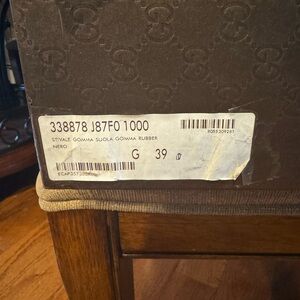 338878 J87F0 1000
STIVALE GOMMA SUOLA GOMMA RUBBER
NERO
G 39